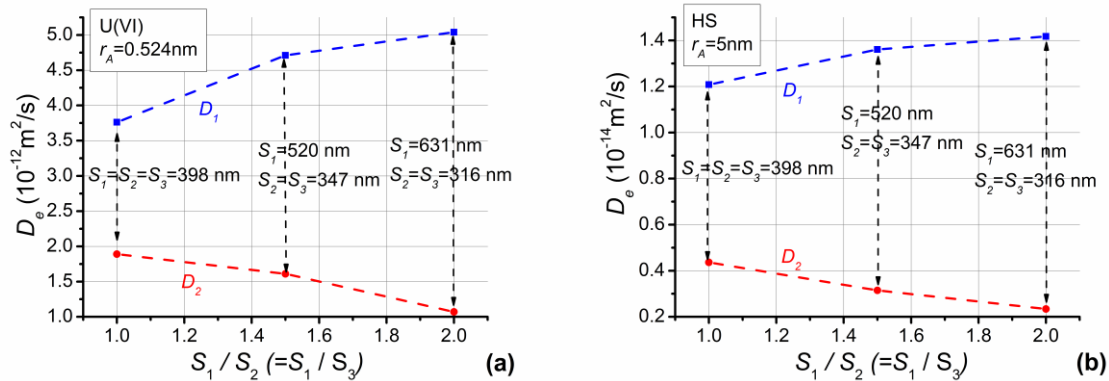 U(VI)
r_A=0.524nm
D_e (10^-12 m^2/s)
5.0
4.5
4.0
3.5
3.0
2.5
2.0
1.5
1.0
D_1
S_1=S_2=S_3=398 nm
S_1=520 nm
S_2=S_3=347 nm
S_1=631 nm
S_2=S_3=316 nm
D_2
1.0 1.2 1.4 1.6 1.8 2.0
S_1 / S_2 (=S_1 / S_3)
(a)
HS
r_A=5nm
D_e (10^-14 m^2/s)
1.4
1.2
1.0
0.8
0.6
0.4
0.2
D_1
S_1=520 nm
S_2=S_3=347 nm
S_1=S_2=S_3=398 nm
S_1=631 nm
S_2=S_3=316 nm
D_2
1.0 1.2 1.4 1.6 1.8 2.0
S_1 / S_2 (=S_1 / S_3)
(b)